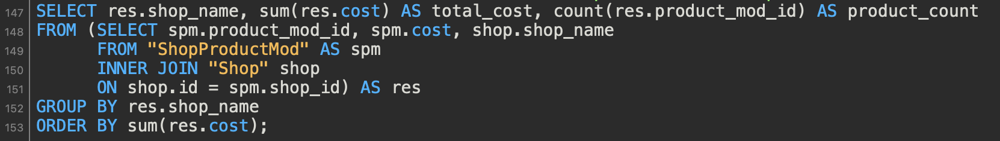 147 SELECT res.shop_name, sum(res.cost) AS total_cost, count(res.product_mod_id) AS product_count
148 FROM (SELECT spm.product_mod_id, spm.cost, shop.shop_name
149 FROM "ShopProductMod" AS spm
150 INNER JOIN "Shop" shop
151 ON shop.id = spm.shop_id) AS res
152 GROUP BY res.shop_name
153 ORDER BY sum(res.cost);